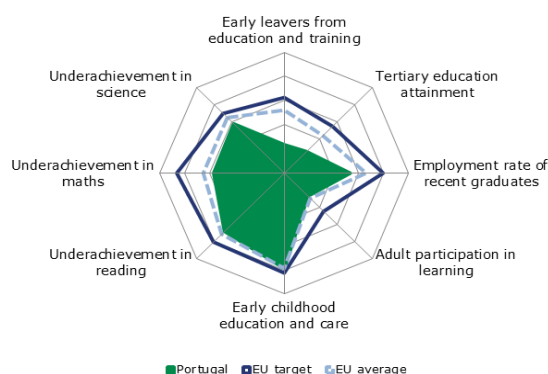 Early leavers from
education and training
Tertiary education
attainment
Employment rate of
recent graduates
Adult participation in
learning
Early childhood
education and care
Underachievement in
reading
Underachievement in
maths
Underachievement in
science
Portugal EU target EU average